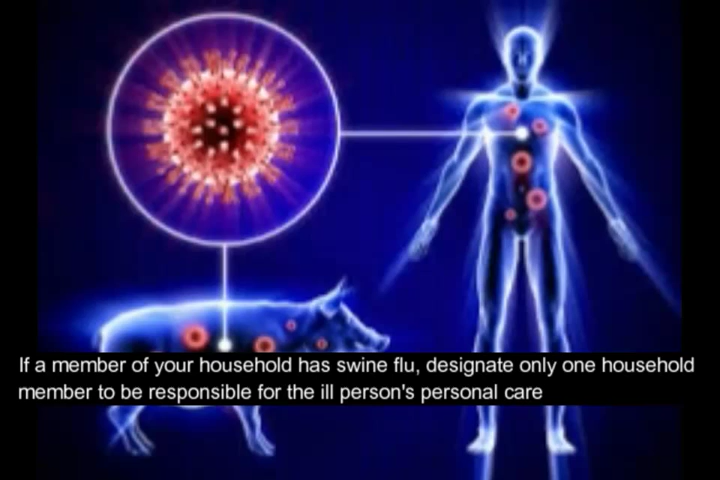 If a member of your household has swine flu, designate only one household
member to be responsible for the ill person's personal care